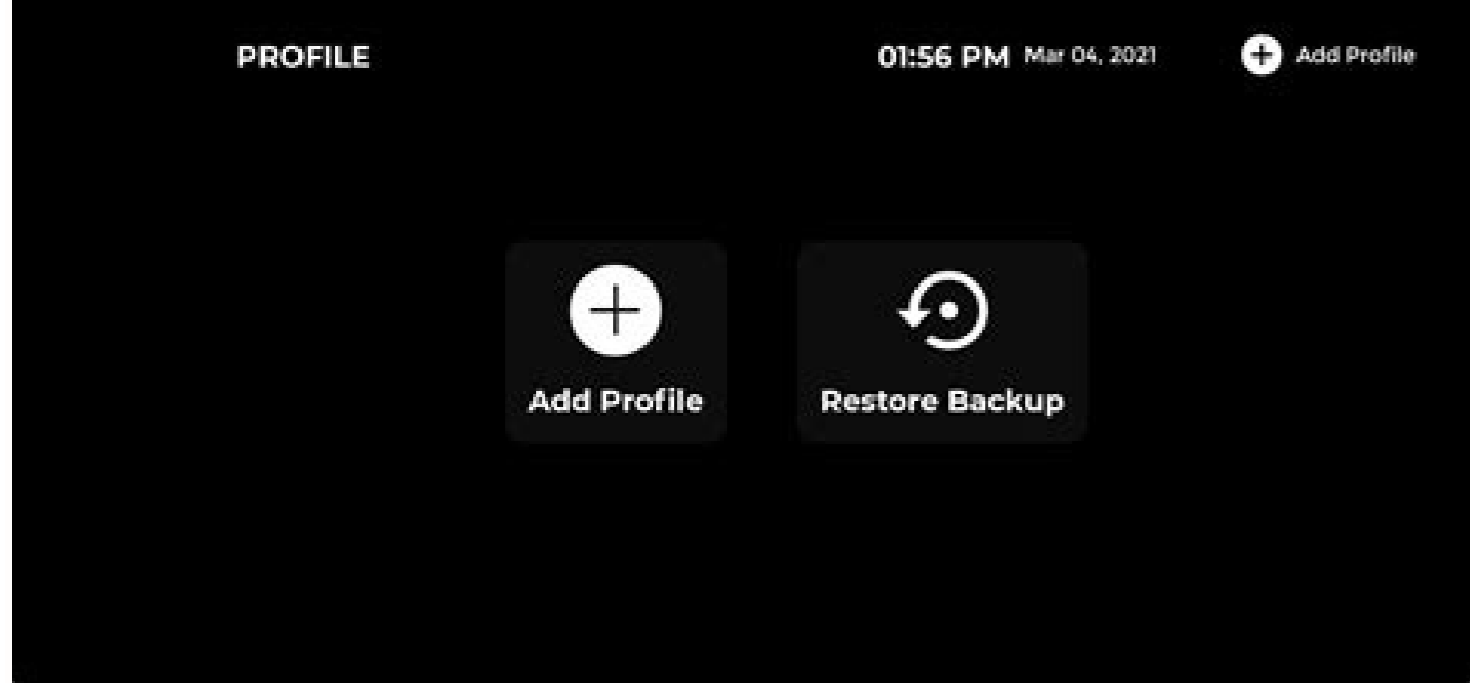 PROFILE
01:56 PM Mar 04, 2021
Add Profile
Add Profile
Restore Backup